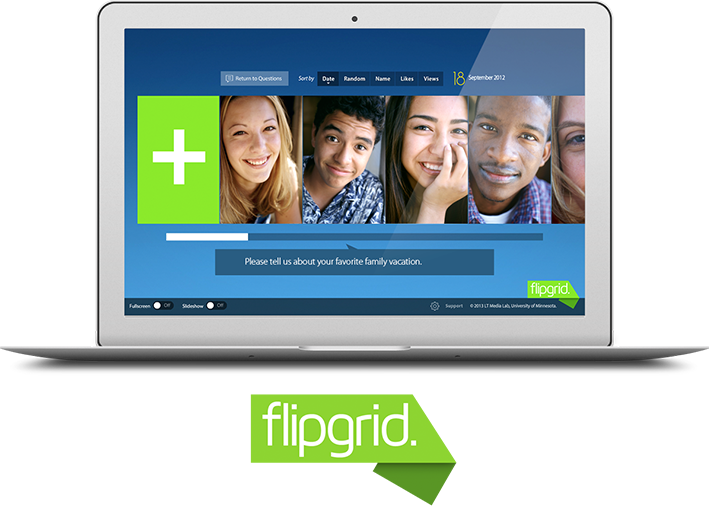 Return to Questions Sort by Date Random Name Likes Views 18 September 2012
Please tell us about your favorite family vacation.
flipgrid.
Fullscreen Off Slideshow Off Support © 2013 LT Media Lab, University of Minnesota.
flipgrid.